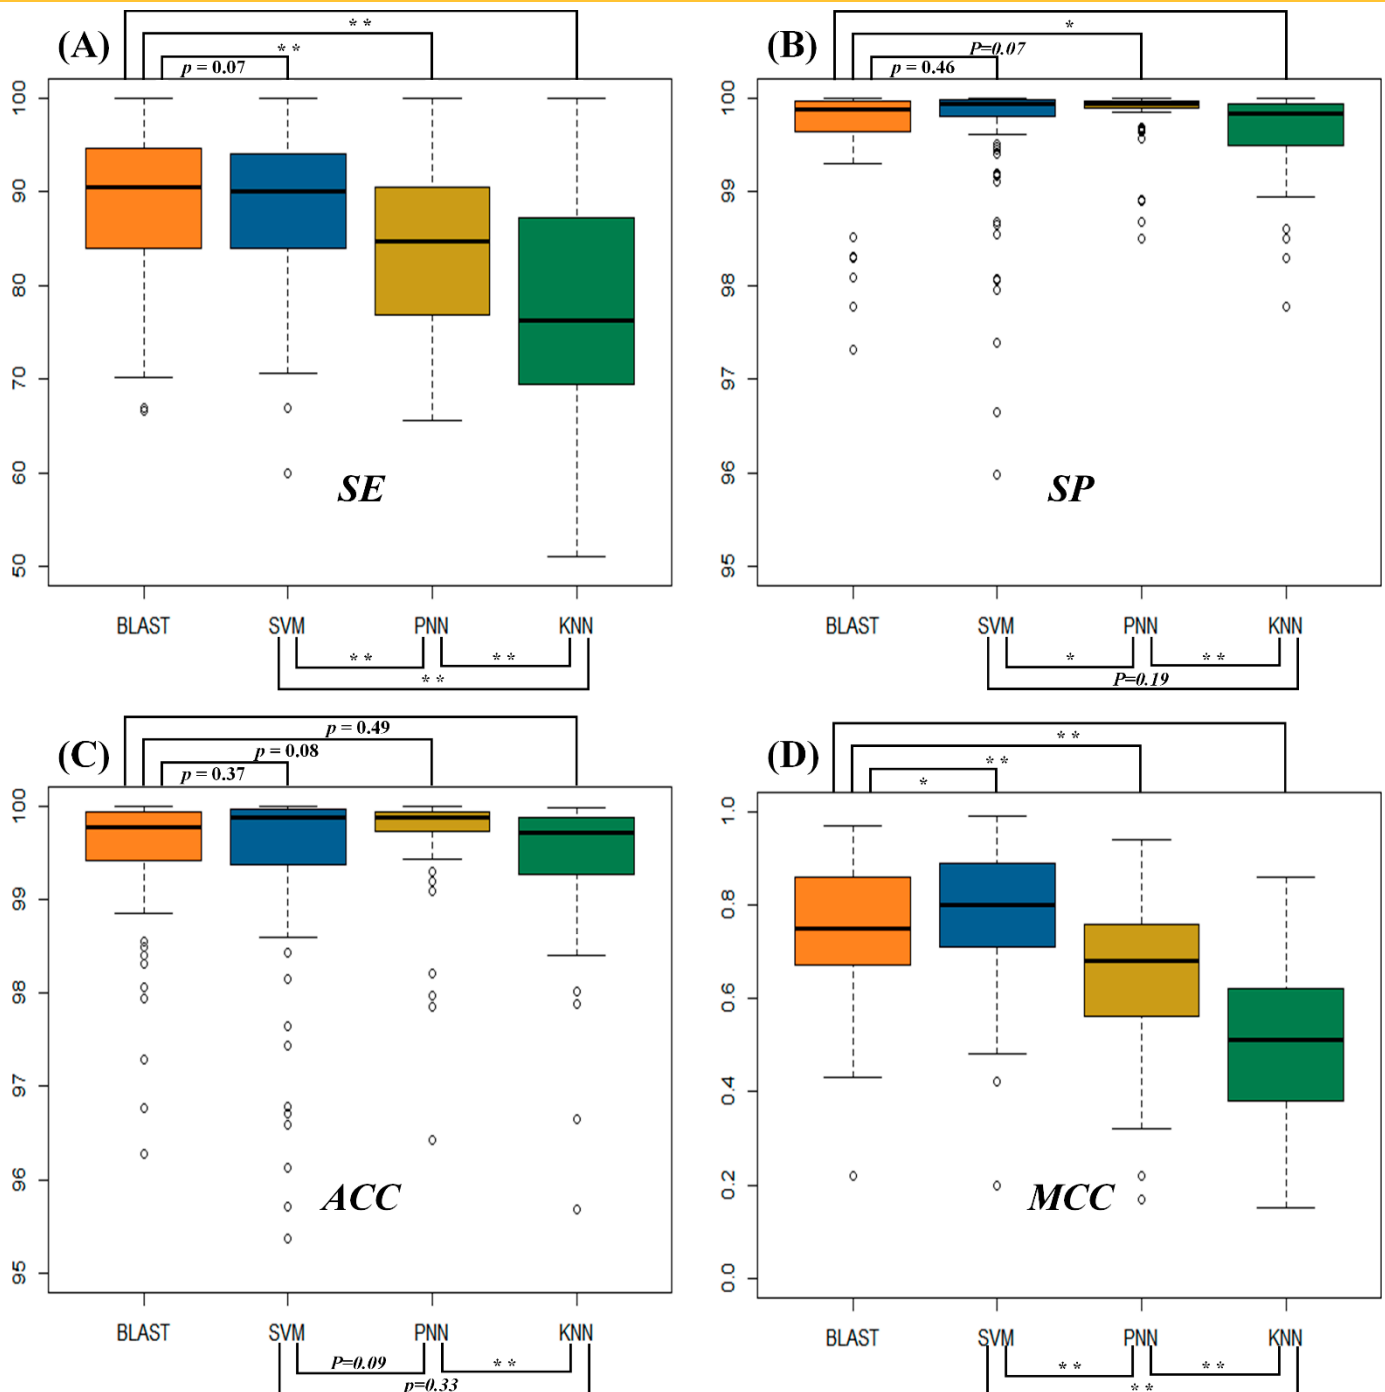 (A)
* *
* *
p = 0.07
100
90
80
70
60
50
SE
BLAST SVM PNN KNN
* * * *
* *
(B)
*
P=0.07
p = 0.46
100
99
98
97
96
95
SP
BLAST SVM PNN KNN
* * *
P=0.19
(C)
p = 0.49
p = 0.08
p = 0.37
100
99
98
97
96
95
ACC
BLAST SVM PNN KNN
P=0.09 * *
p=0.33
(D)
* *
* *
*
1.0
0.8
0.6
0.4
0.2
0.0
MCC
BLAST SVM PNN KNN
* * * *
* *